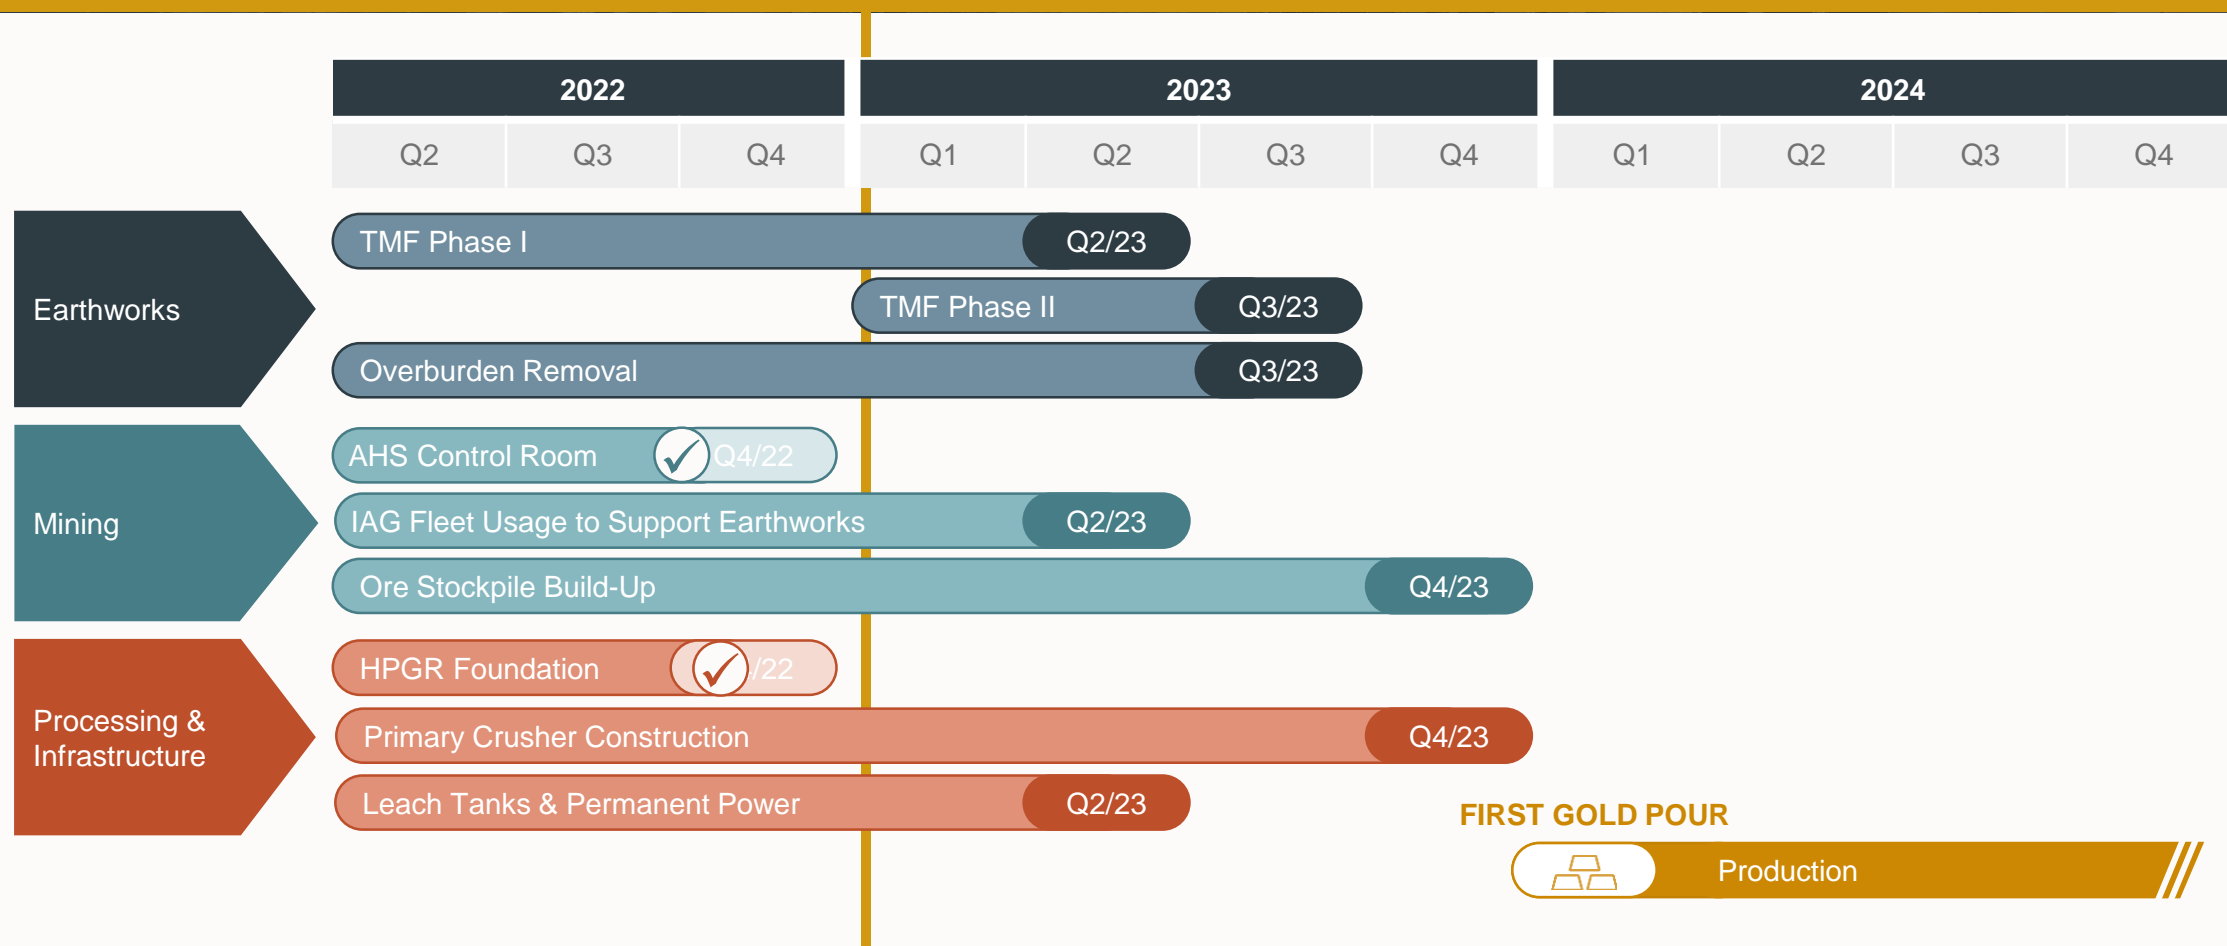 2022
2023
2024
Q2
Q3
Q4
Q1
Q2
Q3
Q4
Q1
Q2
Q3
Q4
Earthworks
TMF Phase I
Q2/23
TMF Phase II
Q3/23
Overburden Removal
Q3/23
Mining
AHS Control Room
Q4/22
IAG Fleet Usage to Support Earthworks
Q2/23
Ore Stockpile Build-Up
Q4/23
Processing &
Infrastructure
HPGR Foundation
/22
Primary Crusher Construction
Q4/23
Leach Tanks & Permanent Power
Q2/23
FIRST GOLD POUR
Production